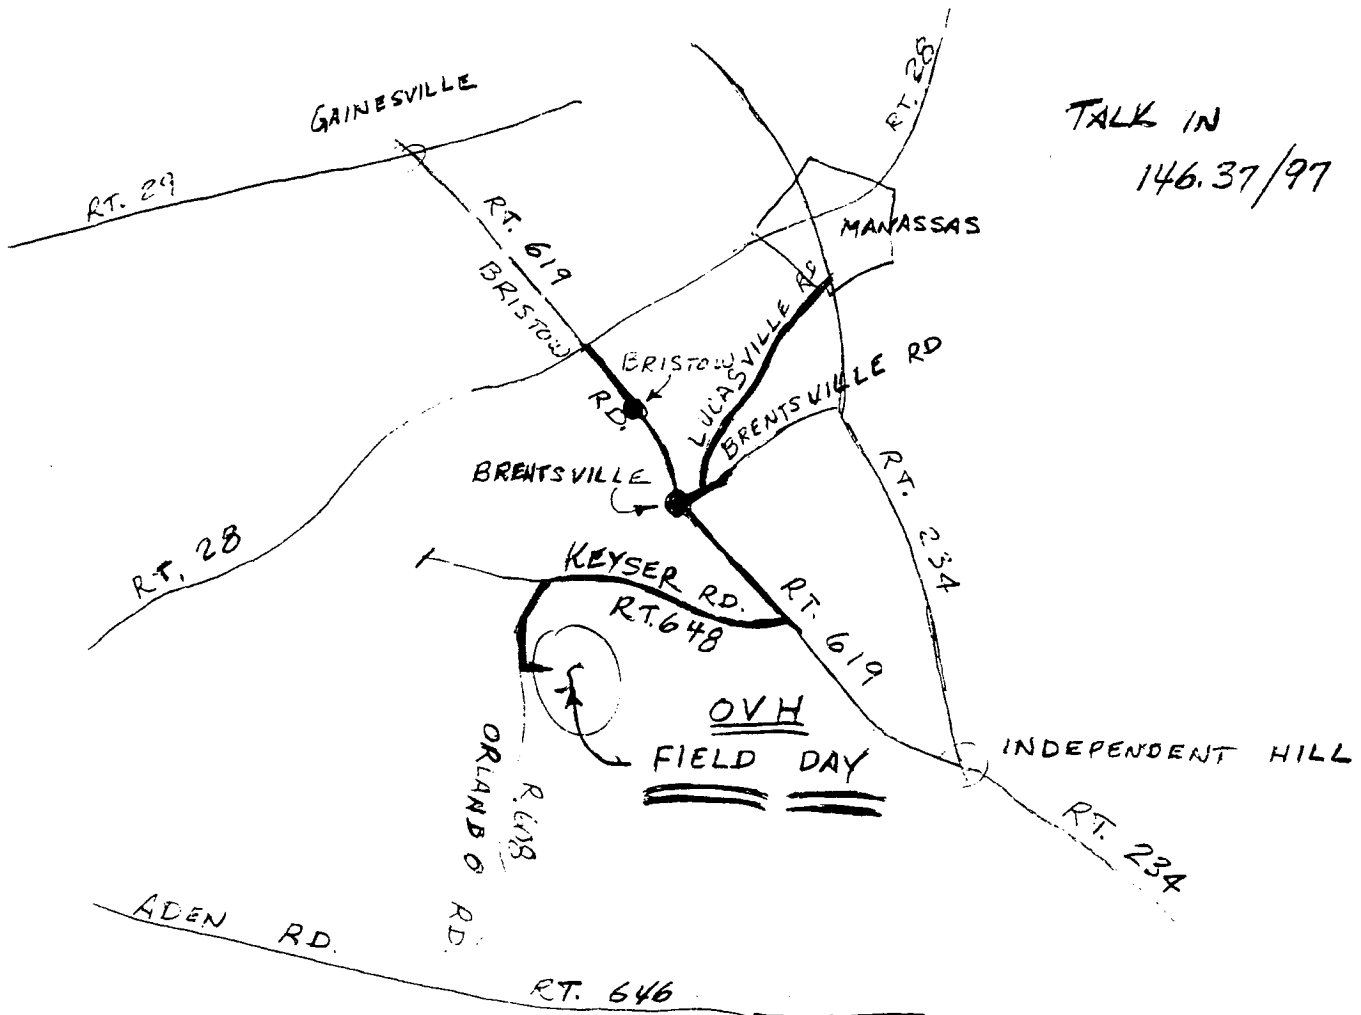 GAINESVILLE
RT. 28
TALK IN
146.37/97
RT. 29
RT. 619
MANASSAS
BRISTOW
RD.
BRISTOW
LUCASVILLE RD
BRENTSVILLE RD
BRENTSVILLE
RT. 234
RT. 28
KEYSER RD.
RT. 648
RT. 619
OVH
FIELD DAY
INDEPENDENT HILL
ORLANDO RD.
RT. 234
ADEN RD.
RT. 646